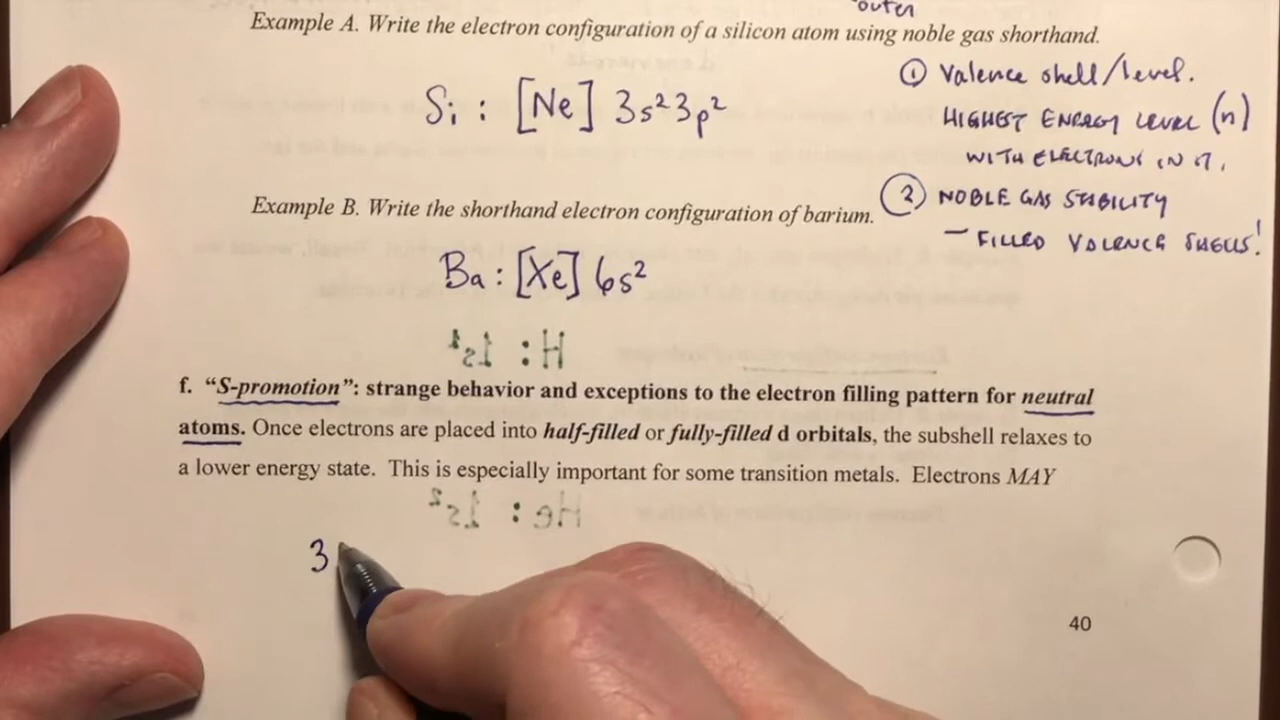 outer
Example A. Write the electron configuration of a silicon atom using noble gas shorthand.
① Valence shell/level.
HIGHEST ENERGY LEVEL (n)
WITH ELECTRONS IN IT.
Si : [Ne] 3s²3p²
② NOBLE GAS STABILITY
– FILLED VALENCE SHELLS!
Example B. Write the shorthand electron configuration of barium.
Ba : [Xe] 6s²
H : 1s¹
f. “S-promotion”: strange behavior and exceptions to the electron filling pattern for neutral
atoms. Once electrons are placed into half-filled or fully-filled d orbitals, the subshell relaxes to
a lower energy state. This is especially important for some transition metals. Electrons MAY
He : 1s²
3
40